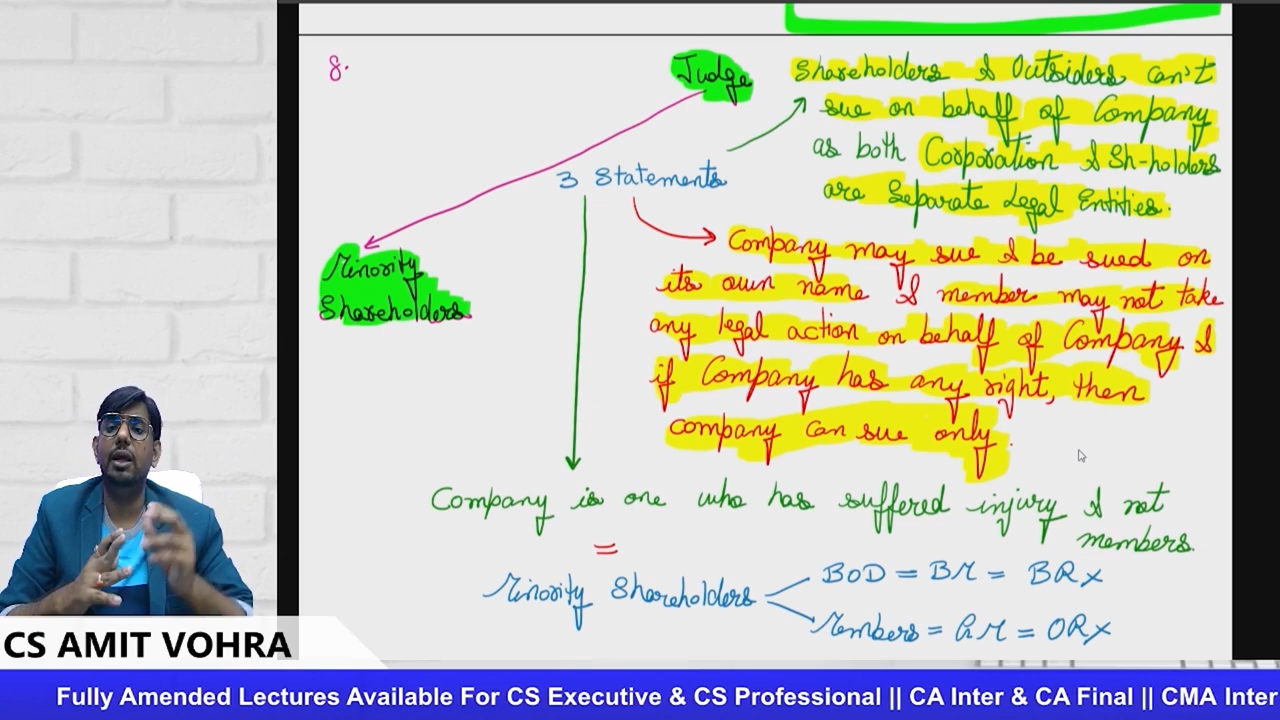 8.
Judge
3 Statements
Shareholders & Outsiders can't
sue on behalf of Company
as both Corporation & Sh-holders
are Separate Legal Entities.
Minority
Shareholders
Company may sue & be sued on
its own name & member may not take
any legal action on behalf of Company &
if Company has any right, then
company can sue only.
Company is one who has suffered injury & not
members.
=
Minority Shareholders
BOD = BM = BR×
Members = GM = OR×
CS AMIT VOHRA
Fully Amended Lectures Available For CS Executive & CS Professional || CA Inter & CA Final || CMA Inter